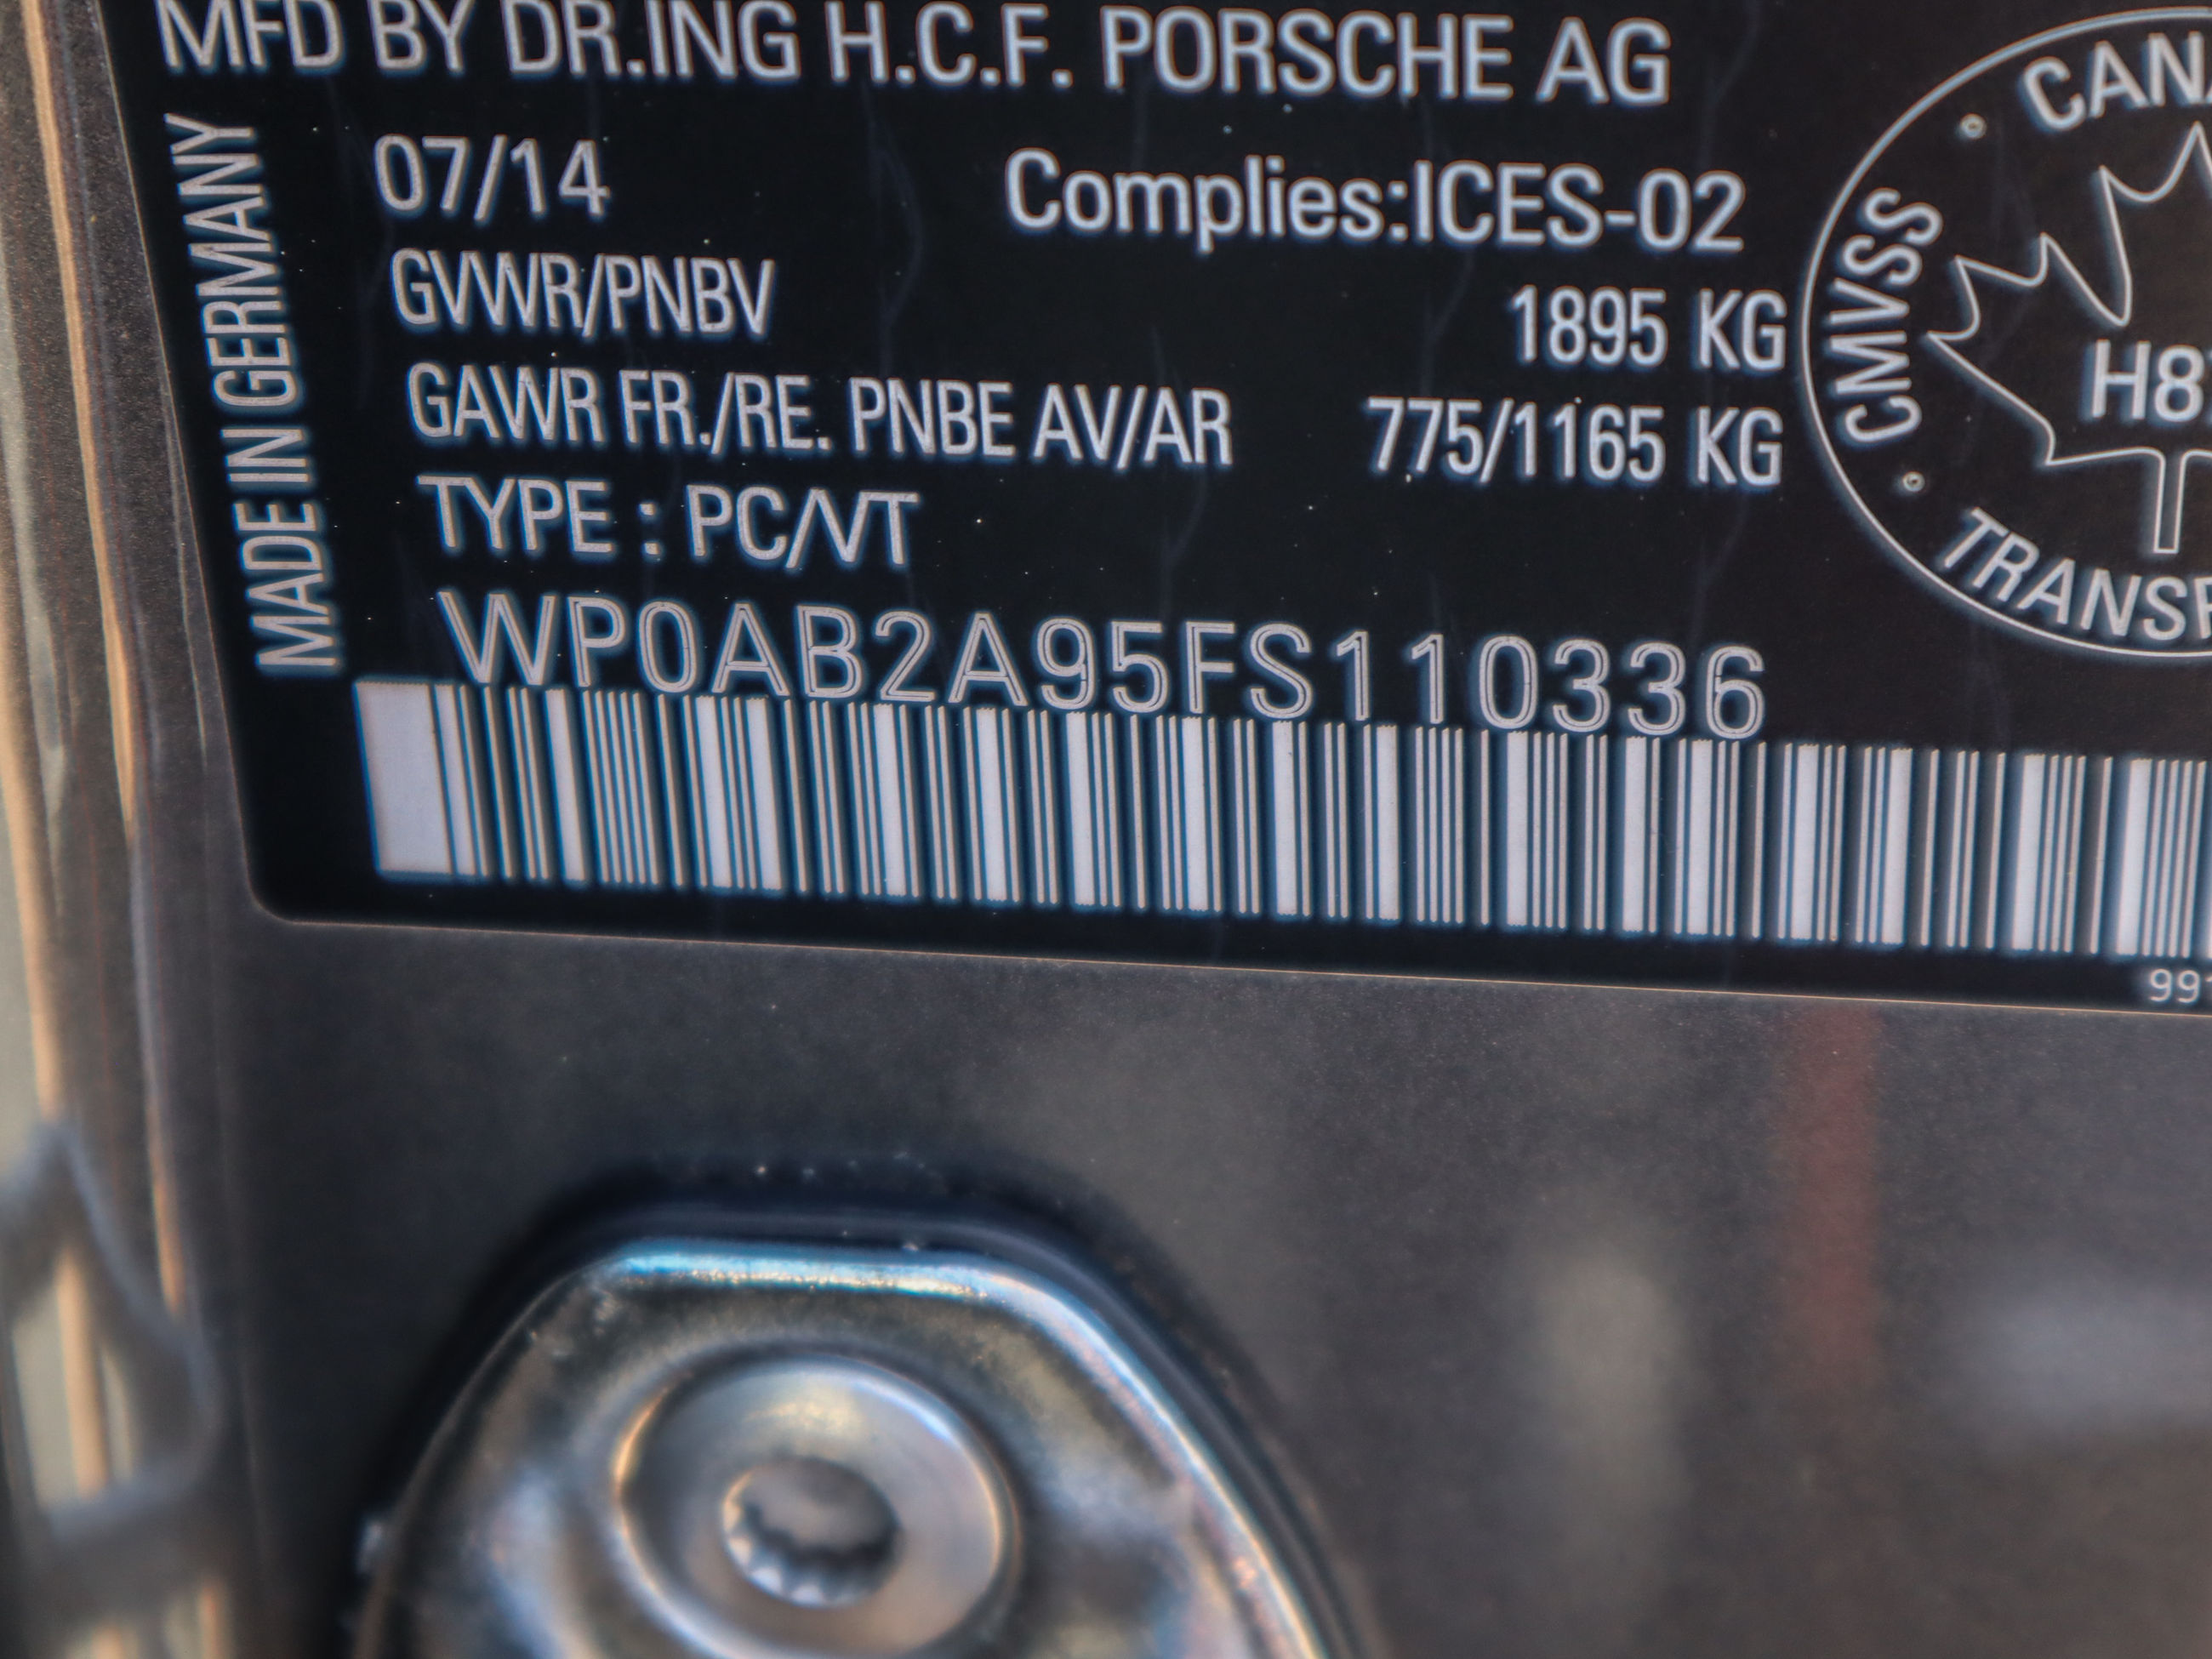 MFD BY DR.ING H.C.F. PORSCHE AG
MADE IN GERMANY
07/14
Complies:ICES-02
GVWR/PNBV 1895 KG
GAWR FR./RE. PNBE AV/AR 775/1165 KG
TYPE : PC/VT
WP0AB2A95FS110336
CMVSS